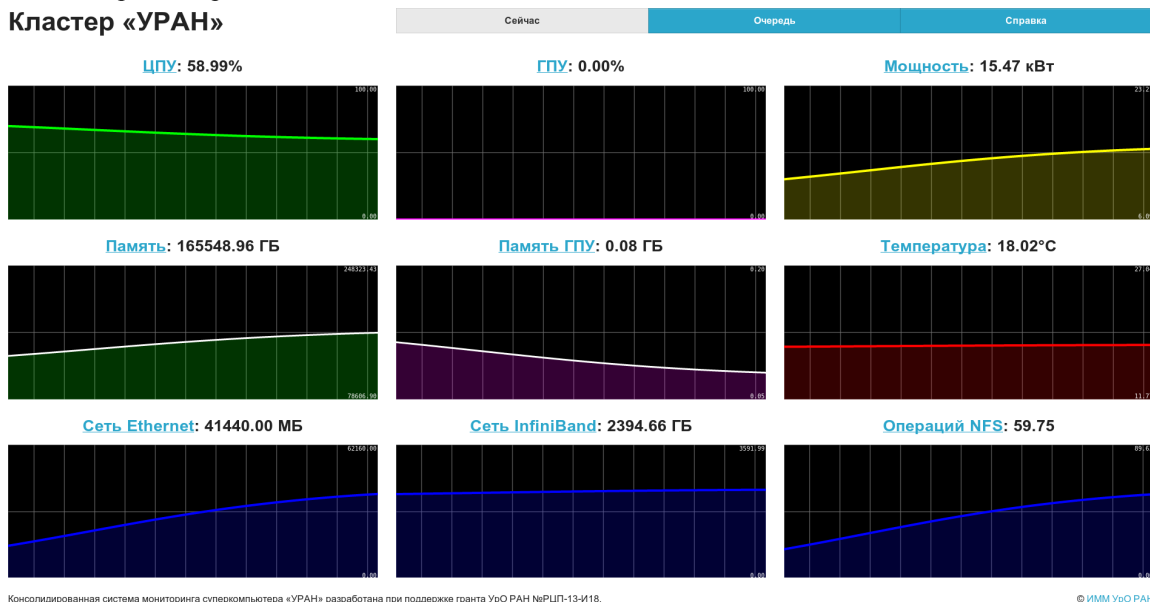 Кластер «УРАН»
Сейчас
Очередь
Справка
ЦПУ: 58.99%
ГПУ: 0.00%
Мощность: 15.47 кВт
100.00
100.00
0.00
0.00
Память: 165548.96 ГБ
Память ГПУ: 0.08 ГБ
Температура: 18.02°C
248323.43
0.20
78606.90
0.05
Сеть Ethernet: 41440.00 МБ
Сеть InfiniBand: 2394.66 ГБ
Операций NFS: 59.75
62160.00
3591.99
0.00
0.00
Консолидированная система мониторинга суперкомпьютера «УРАН» разработана при поддержке гранта УрО РАН №РЦП-13-И18.
© ИММ УрО РАН